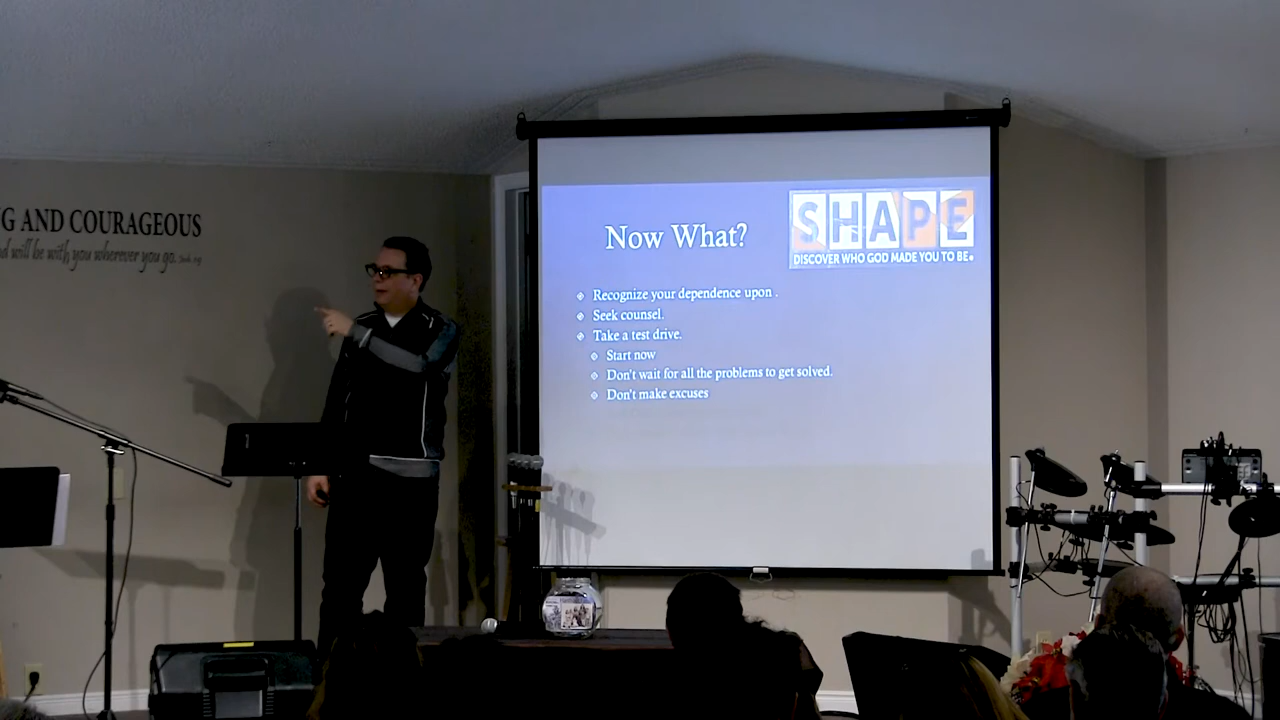 G AND COURAGEOUS
d will be with you wherever you go.
Now What?
SHAPE
DISCOVER WHO GOD MADE YOU TO BE.
Recognize your dependence upon .
Seek counsel.
Take a test drive.
Start now
Don't wait for all the problems to get solved.
Don't make excuses